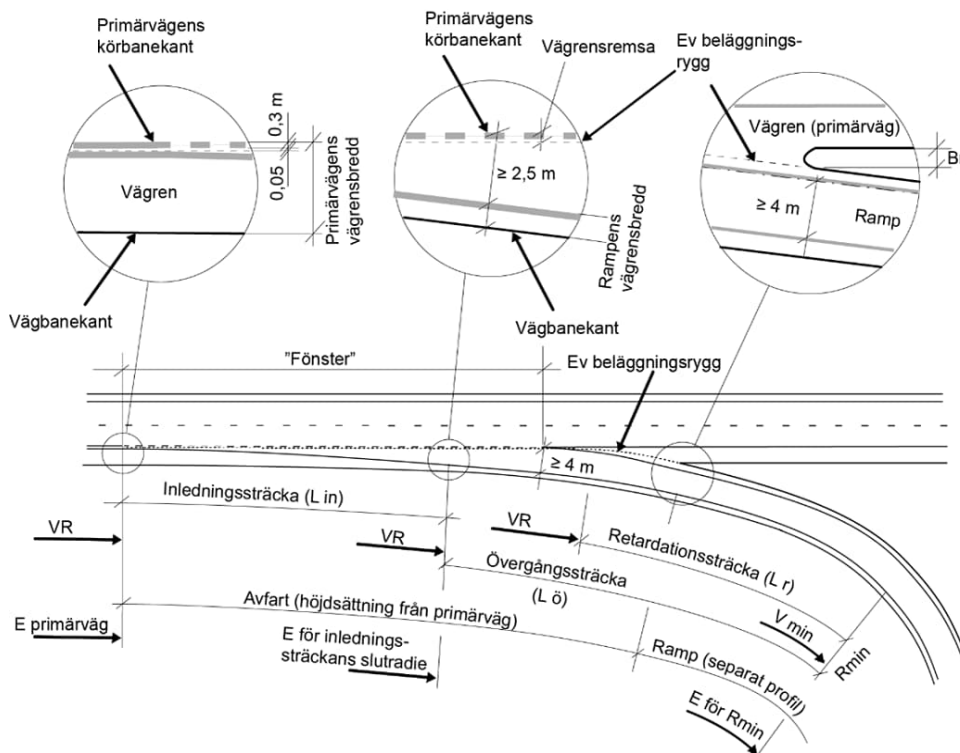 Primärvägens
körbanekant
0,3 m
0,05
Vägren
Primärvägens
vägrensbredd
Vägbanekant
Primärvägens
körbanekant
Vägrensremsa
≥ 2,5 m
Rampens
vägrensbredd
Vägbanekant
Ev beläggnings-
rygg
Vägren (primärväg)
≥ 4 m
Ramp
"Fönster"
Ev beläggningsrygg
≥ 4 m
Inledningssträcka (L in)
VR
VR
VR
Retardationssträcka (L r)
Övergångssträcka
(L ö)
V min
Rmin
Avfart (höjdsättning från primärväg)
E primärväg
E för inlednings-
sträckans slutradie
Ramp (separat profil)
E för Rmin